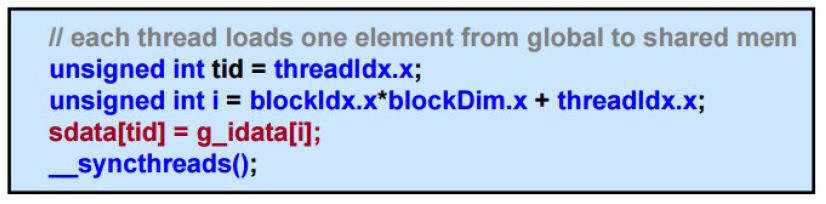 // each thread loads one element from global to shared mem
unsigned int tid = threadIdx.x;
unsigned int i = blockIdx.x*blockDim.x + threadIdx.x;
sdata[tid] = g_idata[i];
__syncthreads();